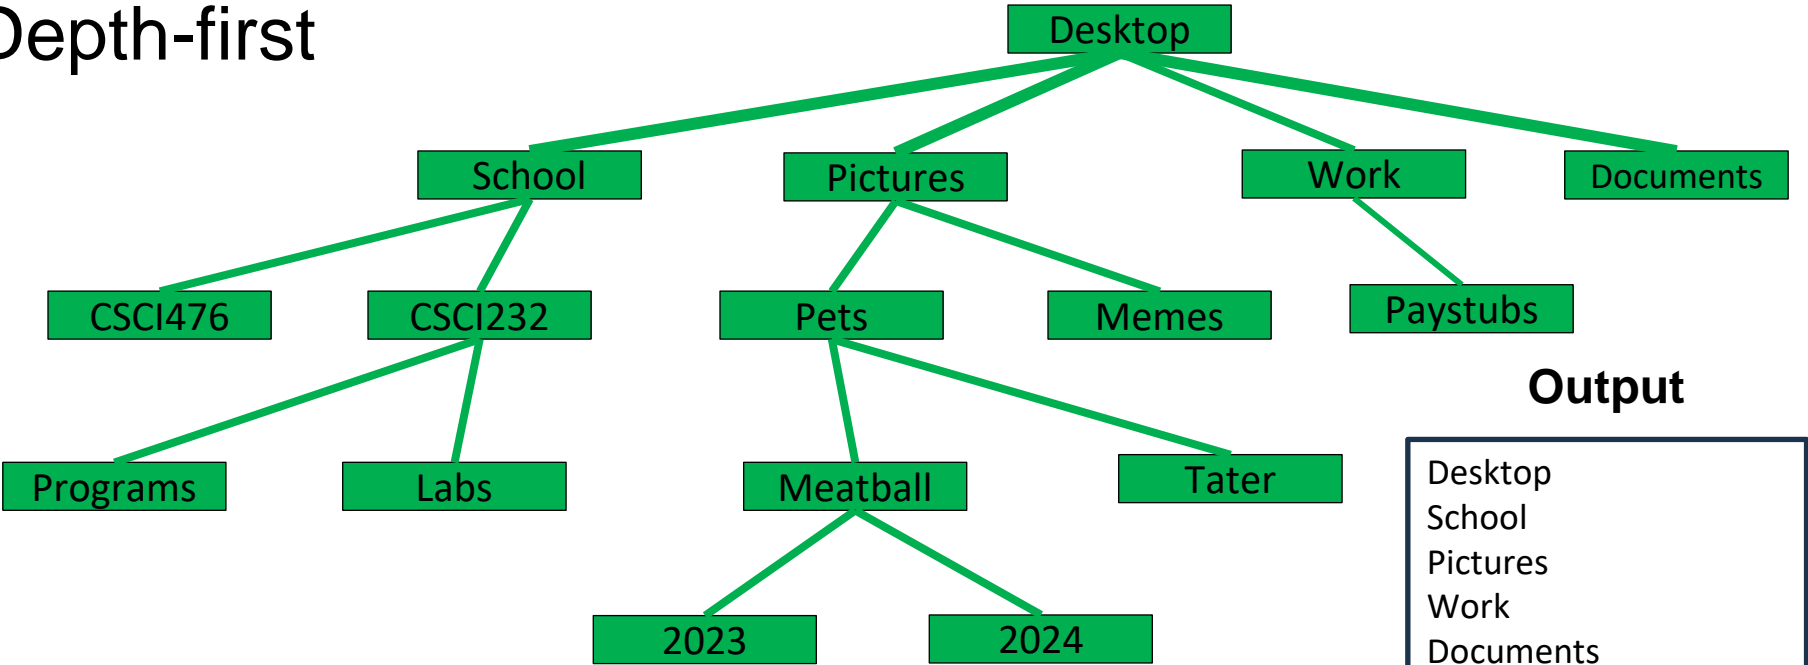 Depth-first
Desktop
School
Pictures
Work
Documents
CSCI476
CSCI232
Pets
Memes
Paystubs
Programs
Labs
Meatball
Tater
2023
2024
Output
Desktop
School
Pictures
Work
Documents